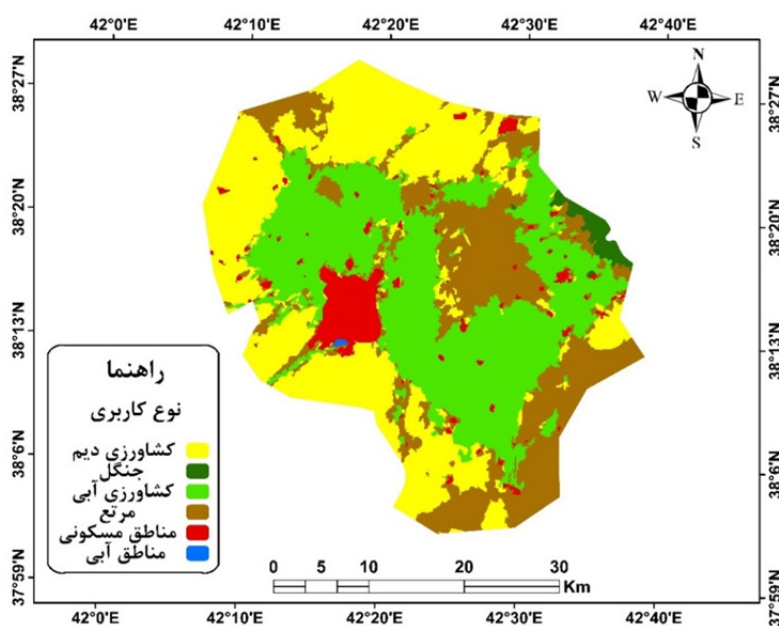 42°0'E 42°10'E 42°20'E 42°30'E 42°40'E
N
W E
S
38°27'N
38°27'N
38°20'N
38°20'N
38°13'N
38°13'N
راهنما
نوع کاربری
کشاورزی دیم
جنگل
کشاورزی آبی
مرتع
مناطق مسکونی
مناطق آبی
38°6'N
38°6'N
0 5 10 20 30
Km
37°59'N
37°59'N
42°0'E 42°10'E 42°20'E 42°30'E 42°40'E